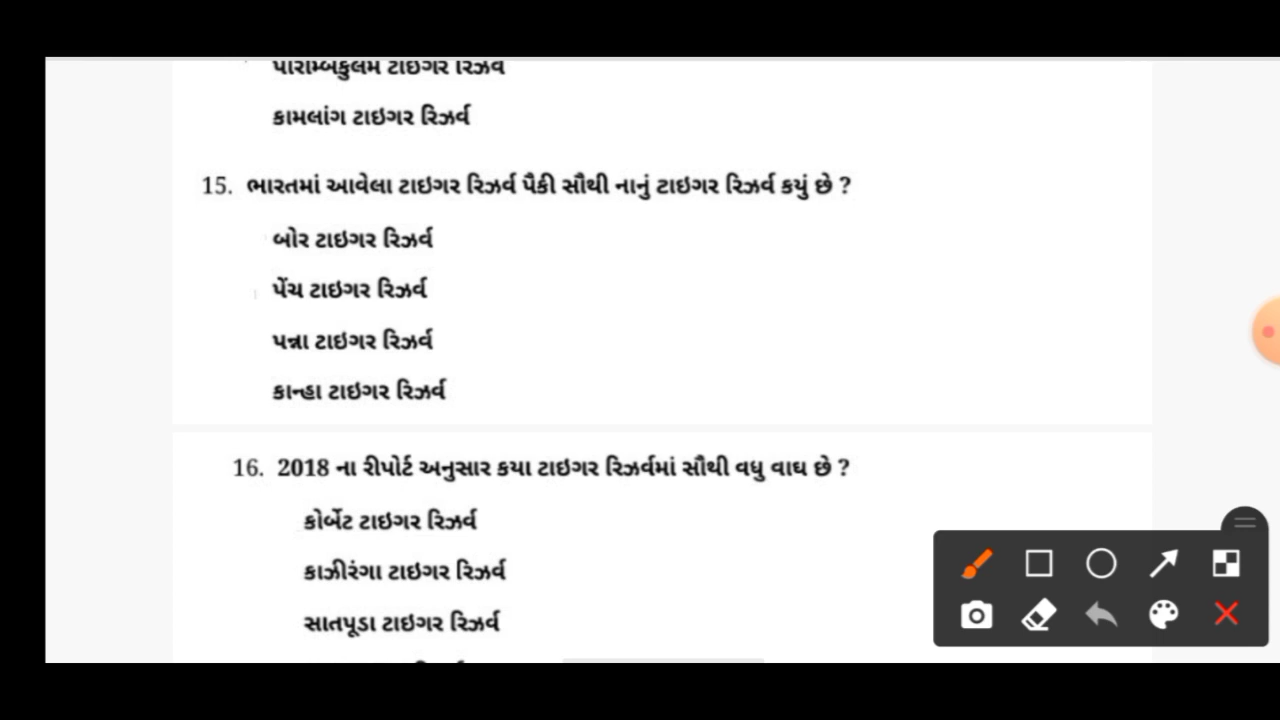 પારામ્બિકુલમ ટાઇગર રિઝર્વ
કામલાંગ ટાઇગર રિઝર્વ
15. ભારતમાં આવેલા ટાઇગર રિઝર્વ પૈકી સૌથી નાનું ટાઇગર રિઝર્વ કયું છે ?
બોર ટાઇગર રિઝર્વ
પેંચ ટાઇગર રિઝર્વ
પન્ના ટાઇગર રિઝર્વ
કાન્હા ટાઇગર રિઝર્વ
16. 2018 ના રીપોર્ટ અનુસાર કયા ટાઇગર રિઝર્વમાં સૌથી વધુ વાઘ છે ?
કોર્બેટ ટાઇગર રિઝર્વ
કાઝીરંગા ટાઇગર રિઝર્વ
સાતપૂડા ટાઇગર રિઝર્વ